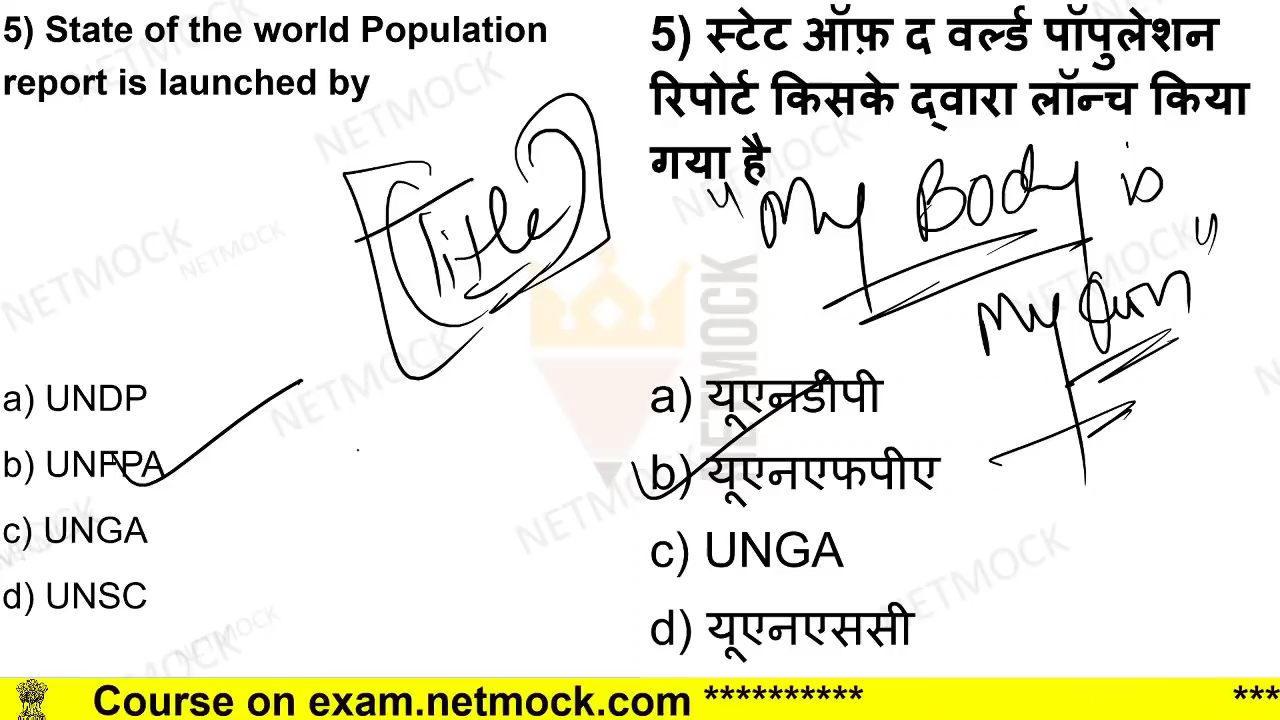 5) State of the world Population
report is launched by
Title
a) UNDP
b) UNFPA
c) UNGA
d) UNSC
5) स्टेट ऑफ़ द वर्ल्ड पॉपुलेशन
रिपोर्ट किसके द्वारा लॉन्च किया
गया है
"My Body is
My own"
a) यूएनडीपी
b) यूएनएफपीए
c) UNGA
d) यूएनएससी
NETMOCK
Course on exam.netmock.com ********** ***